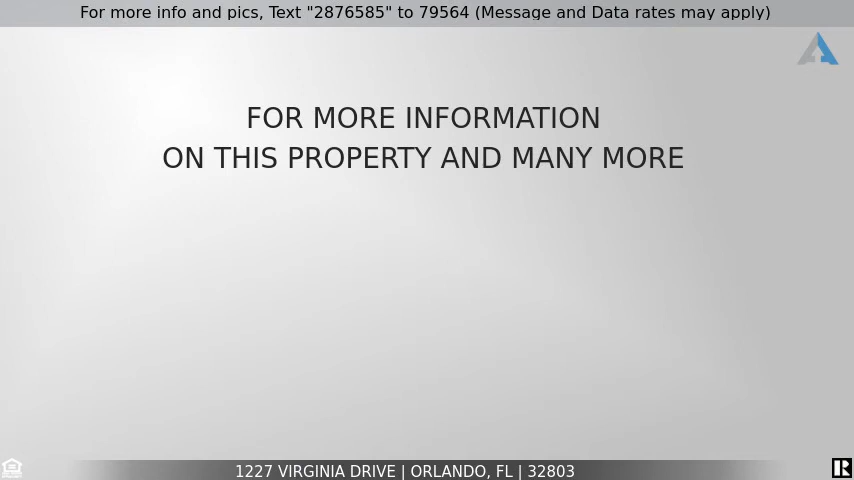 For more info and pics, Text "2876585" to 79564 (Message and Data rates may apply)
FOR MORE INFORMATION
ON THIS PROPERTY AND MANY MORE
1227 VIRGINIA DRIVE | ORLANDO, FL | 32803